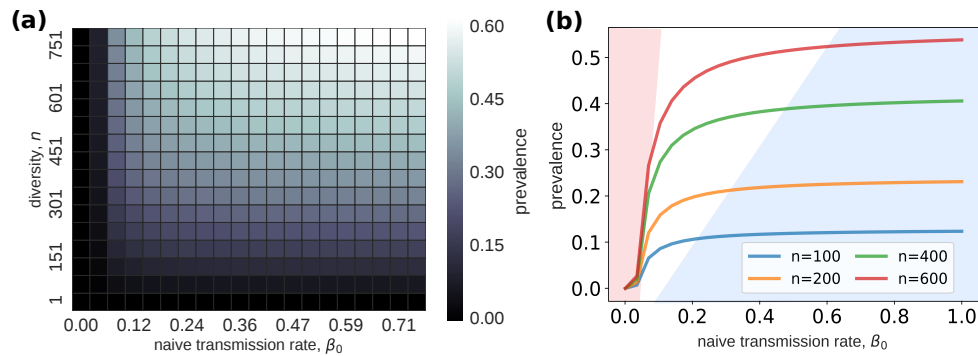 (a)
diversity, n
751
601
451
301
151
1
0.00 0.12 0.24 0.36 0.47 0.59 0.71
naive transmission rate, β₀
0.60
0.45
0.30
0.15
0.00
prevalence
(b)
prevalence
0.5
0.4
0.3
0.2
0.1
0.0
n=100 n=400
n=200 n=600
0.0 0.2 0.4 0.6 0.8 1.0
naive transmission rate, β₀